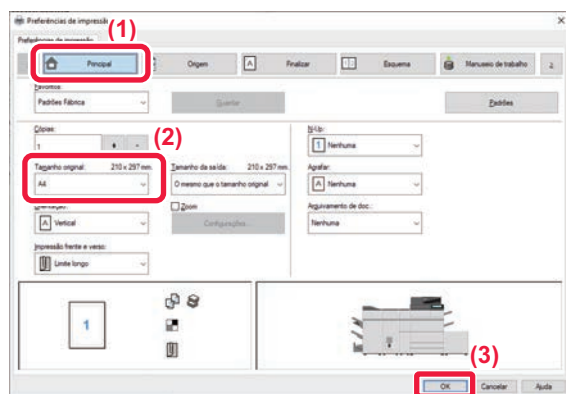 Preferências de impressão
(1)
Preferências de impressão
Principal
Origem
Finalizar
Esquema
Manuseio de trabalho
Favoritos:
Padrões Fábrica
Guardar
Padrões
Cópias:
1
(2)
N-Up:
1 Nenhuma
Tamanho original: 210 x 297 mm.
A4
Tamanho de saída: 210 x 297 mm.
O mesmo que o tamanho original
Agrafar:
A Nenhuma
Orientação:
A Vertical
Zoom
Configurações...
Arquivamento de doc.:
Nenhuma
Impressão frente e verso:
Limite longo
1
(3)
OK
Cancelar
Ajuda